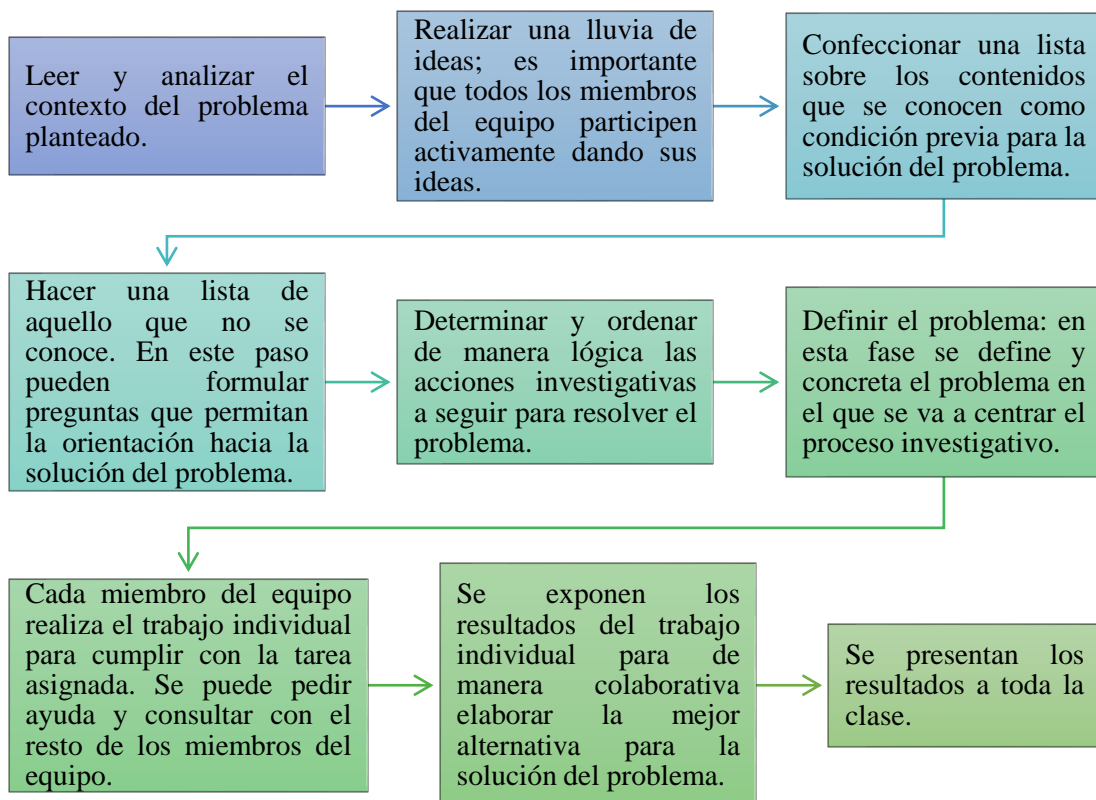 Leer y analizar el
contexto del problema
planteado.
Realizar una lluvia de
ideas; es importante
que todos los miembros
del equipo participen
activamente dando sus
ideas.
Confeccionar una lista
sobre los contenidos
que se conocen como
condición previa para la
solución del problema.
Hacer una lista de
aquello que no se
conoce. En este paso
pueden formular
preguntas que permitan
la orientación hacia la
solución del problema.
Determinar y ordenar
de manera lógica las
acciones investigativas
a seguir para resolver el
problema.
Definir el problema: en
esta fase se define y
concreta el problema en
el que se va a centrar el
proceso investigativo.
Cada miembro del equipo
realiza el trabajo individual
para cumplir con la tarea
asignada. Se puede pedir
ayuda y consultar con el
resto de los miembros del
equipo.
Se exponen los
resultados del trabajo
individual para de
manera colaborativa
elaborar la mejor
alternativa para la
solución del problema.
Se presentan los
resultados a toda la
clase.